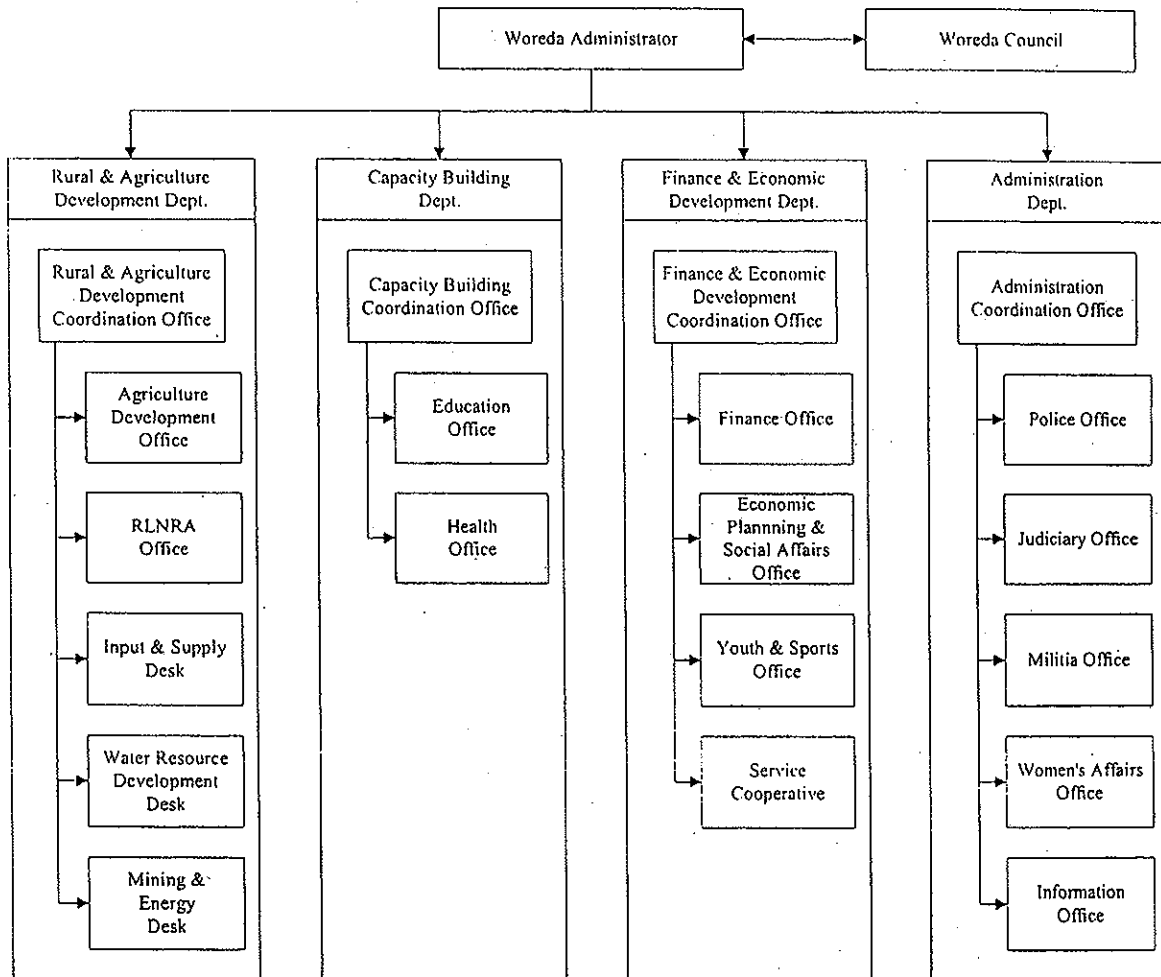 Woreda Administrator
Woreda Council
Rural & Agriculture
Development Dept.
Rural & Agriculture
Development
Coordination Office
Agriculture
Development
Office
RLNRA
Office
Input & Supply
Desk
Water Resource
Development
Desk
Mining &
Energy
Desk
Capacity Building
Dept.
Capacity Building
Coordination Office
Education
Office
Health
Office
Finance & Economic
Development Dept.
Finance & Economic
Development
Coordination Office
Finance Office
Economic
Plannning &
Social Affairs
Office
Youth & Sports
Office
Service
Cooperative
Administration
Dept.
Administration
Coordination Office
Police Office
Judiciary Office
Militia Office
Women's Affairs
Office
Information
Office